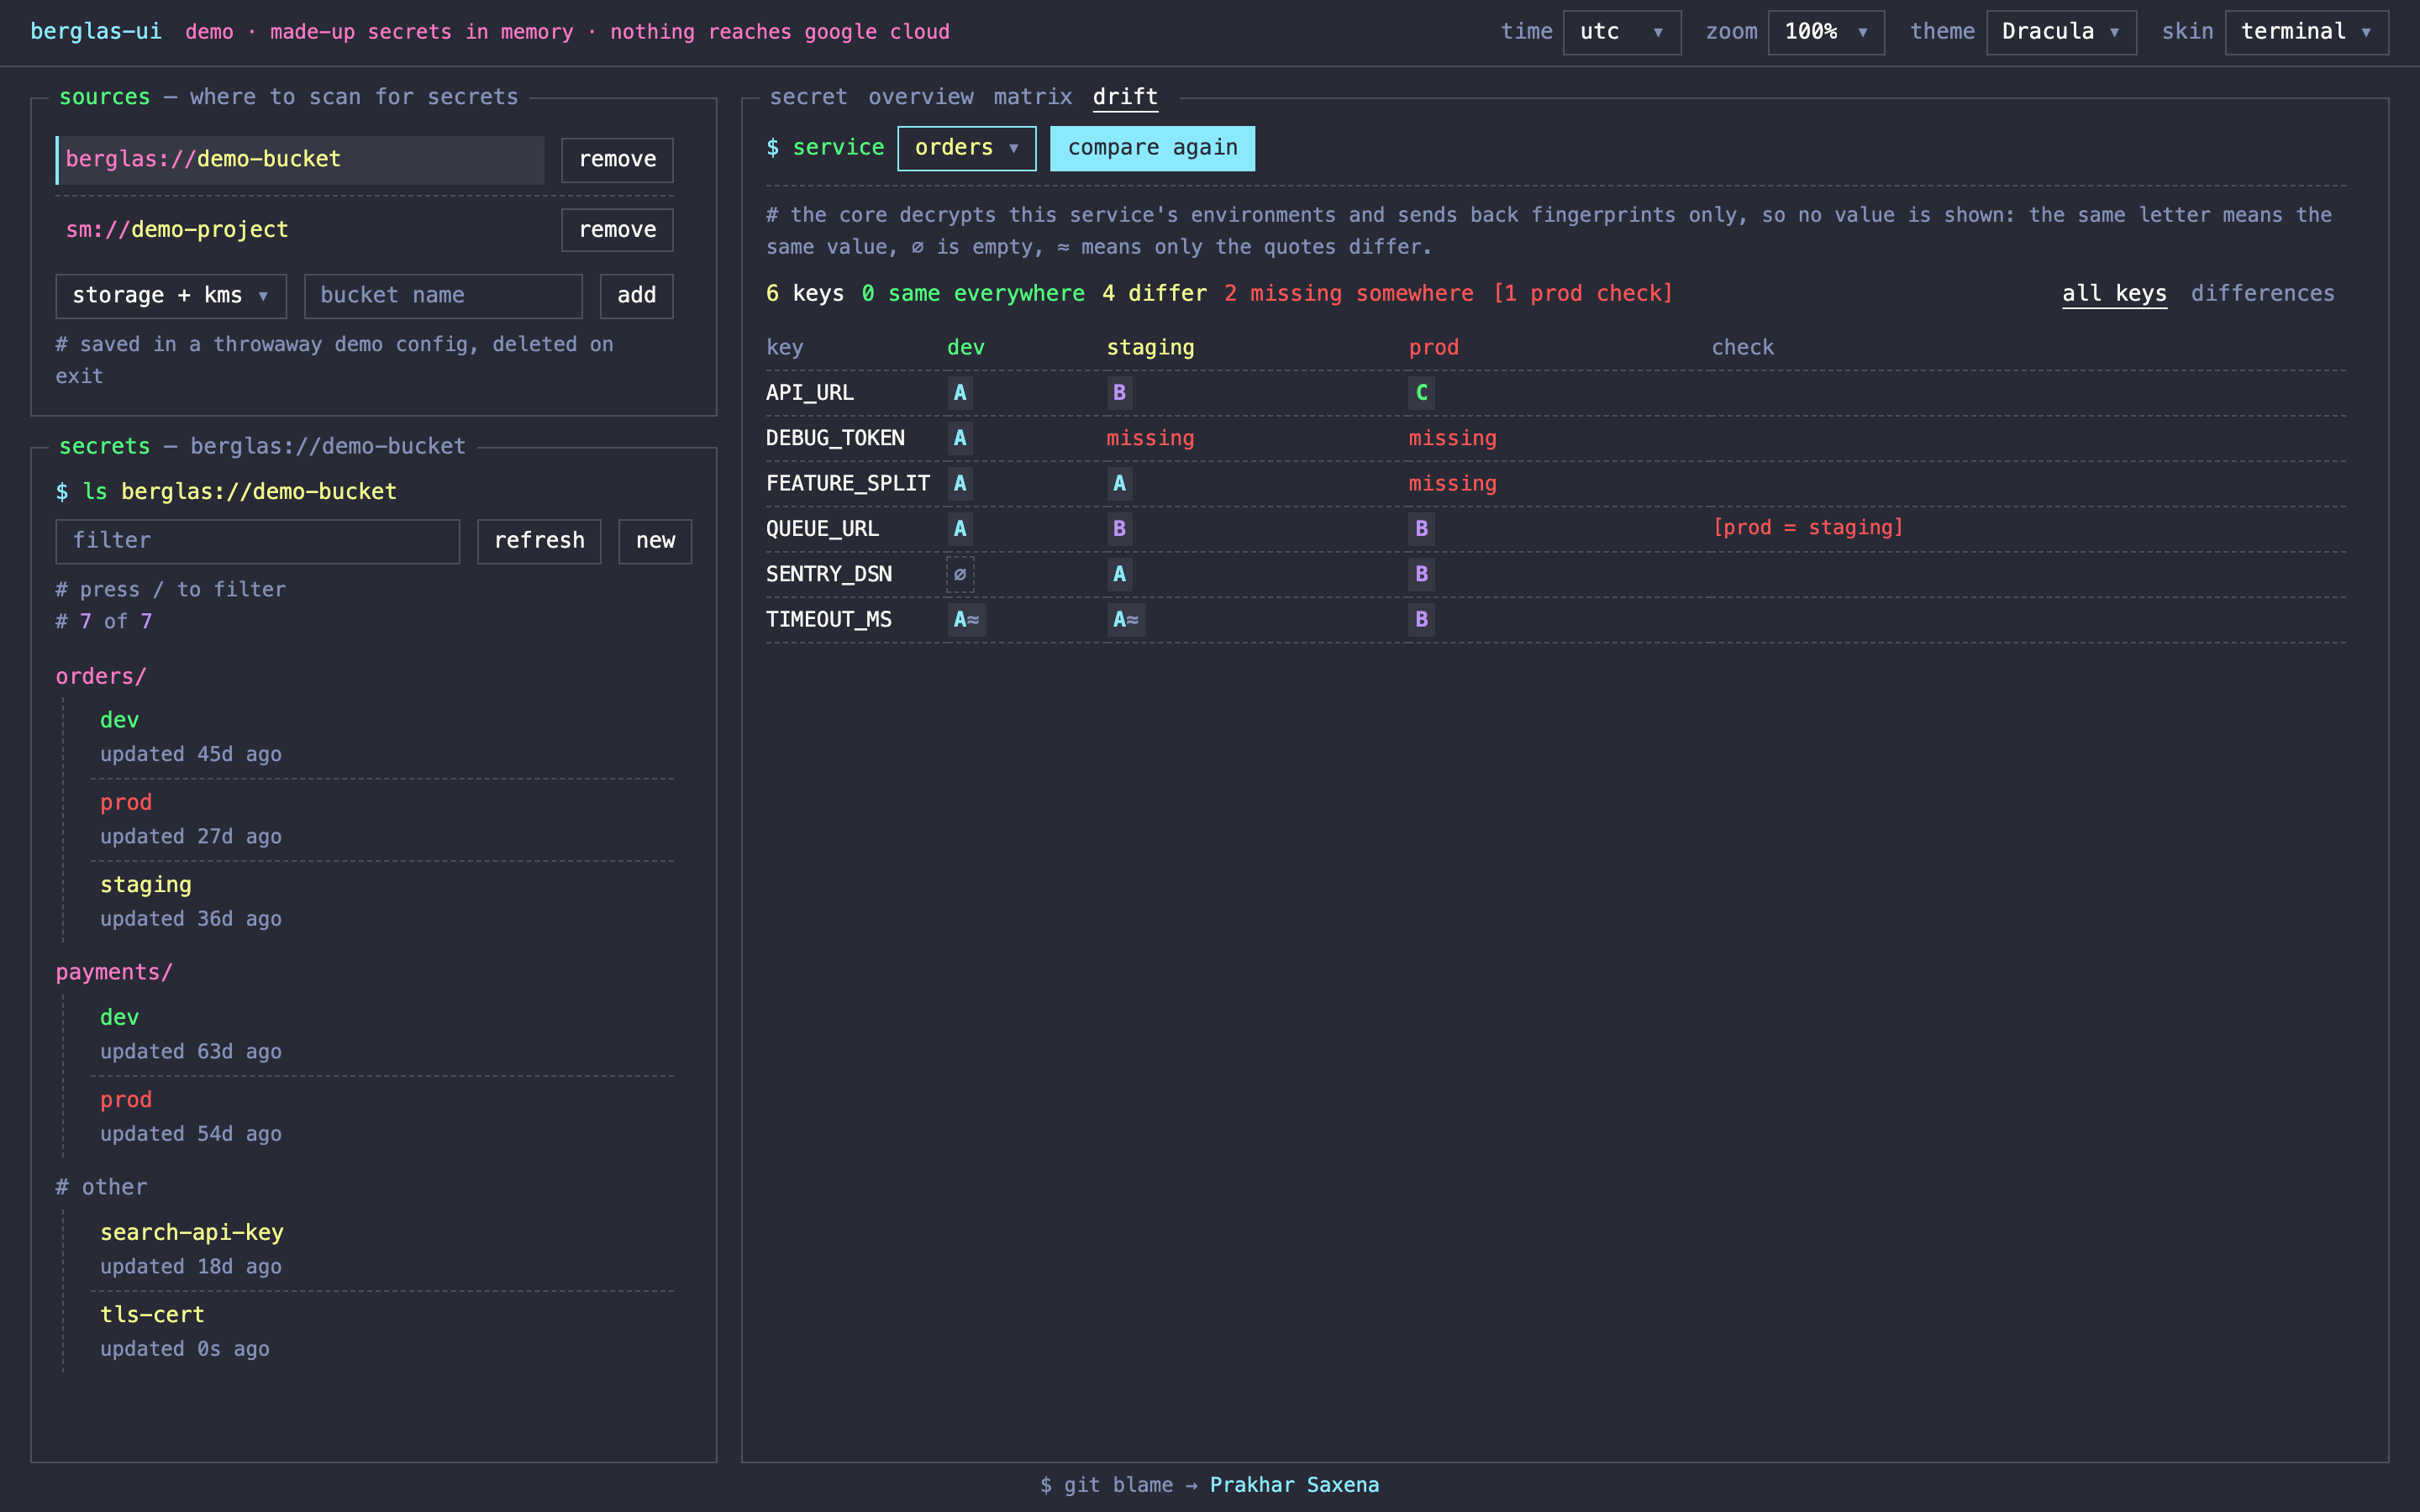 berglas-ui demo · made-up secrets in memory · nothing reaches google cloud time utc ▾ zoom 100% ▾ theme Dracula ▾ skin terminal ▾
sources — where to scan for secrets
berglas://demo-bucket remove
sm://demo-project remove
storage + kms ▾ bucket name add
# saved in a throwaway demo config, deleted on
exit
secrets — berglas://demo-bucket
$ ls berglas://demo-bucket
filter refresh new
# press / to filter
# 7 of 7
orders/
dev
updated 45d ago
prod
updated 27d ago
staging
updated 36d ago
payments/
dev
updated 63d ago
prod
updated 54d ago
# other
search-api-key
updated 18d ago
tls-cert
updated 0s ago
secret overview matrix drift
$ service orders ▾ compare again
# the core decrypts this service's environments and sends back fingerprints only, so no value is shown: the same letter means the
same value, ∅ is empty, ≈ means only the quotes differ.
6 keys 0 same everywhere 4 differ 2 missing somewhere [1 prod check] all keys differences
key dev staging prod check
API_URL A B C
DEBUG_TOKEN A missing missing
FEATURE_SPLIT A A missing
QUEUE_URL A B B [prod = staging]
SENTRY_DSN ∅ A B
TIMEOUT_MS A≈ A≈ B
$ git blame → Prakhar Saxena